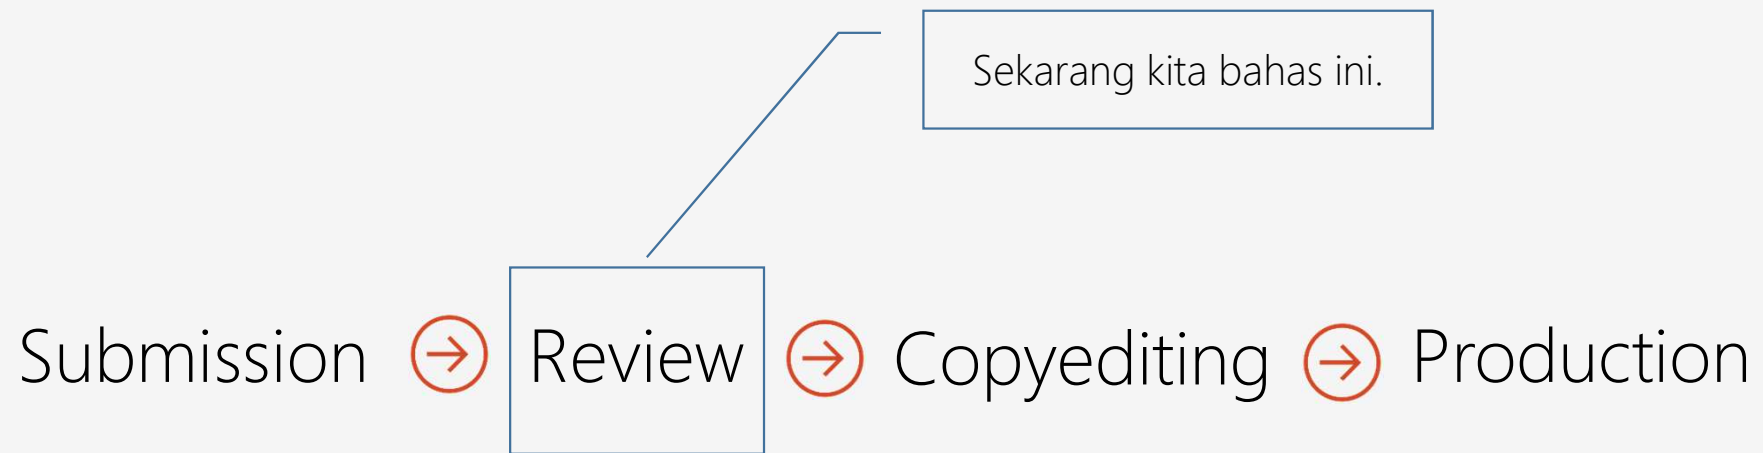 Sekarang kita bahas ini.
Submission Review Copyediting Production